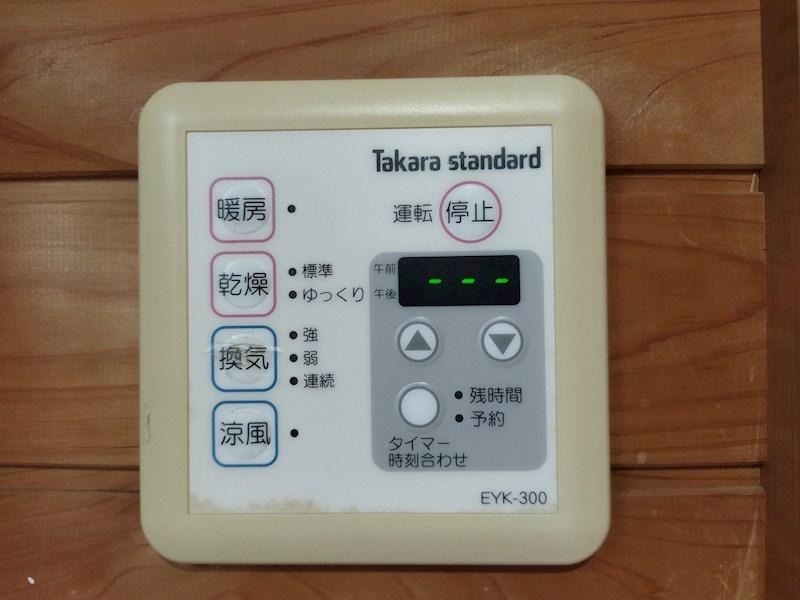 Takara standard
暖房
運転 停止
乾燥
標準
ゆっくり
換気
強
弱
連続
涼風
午前
午後
---
残時間
予約
タイマー
時刻合わせ
EYK-300